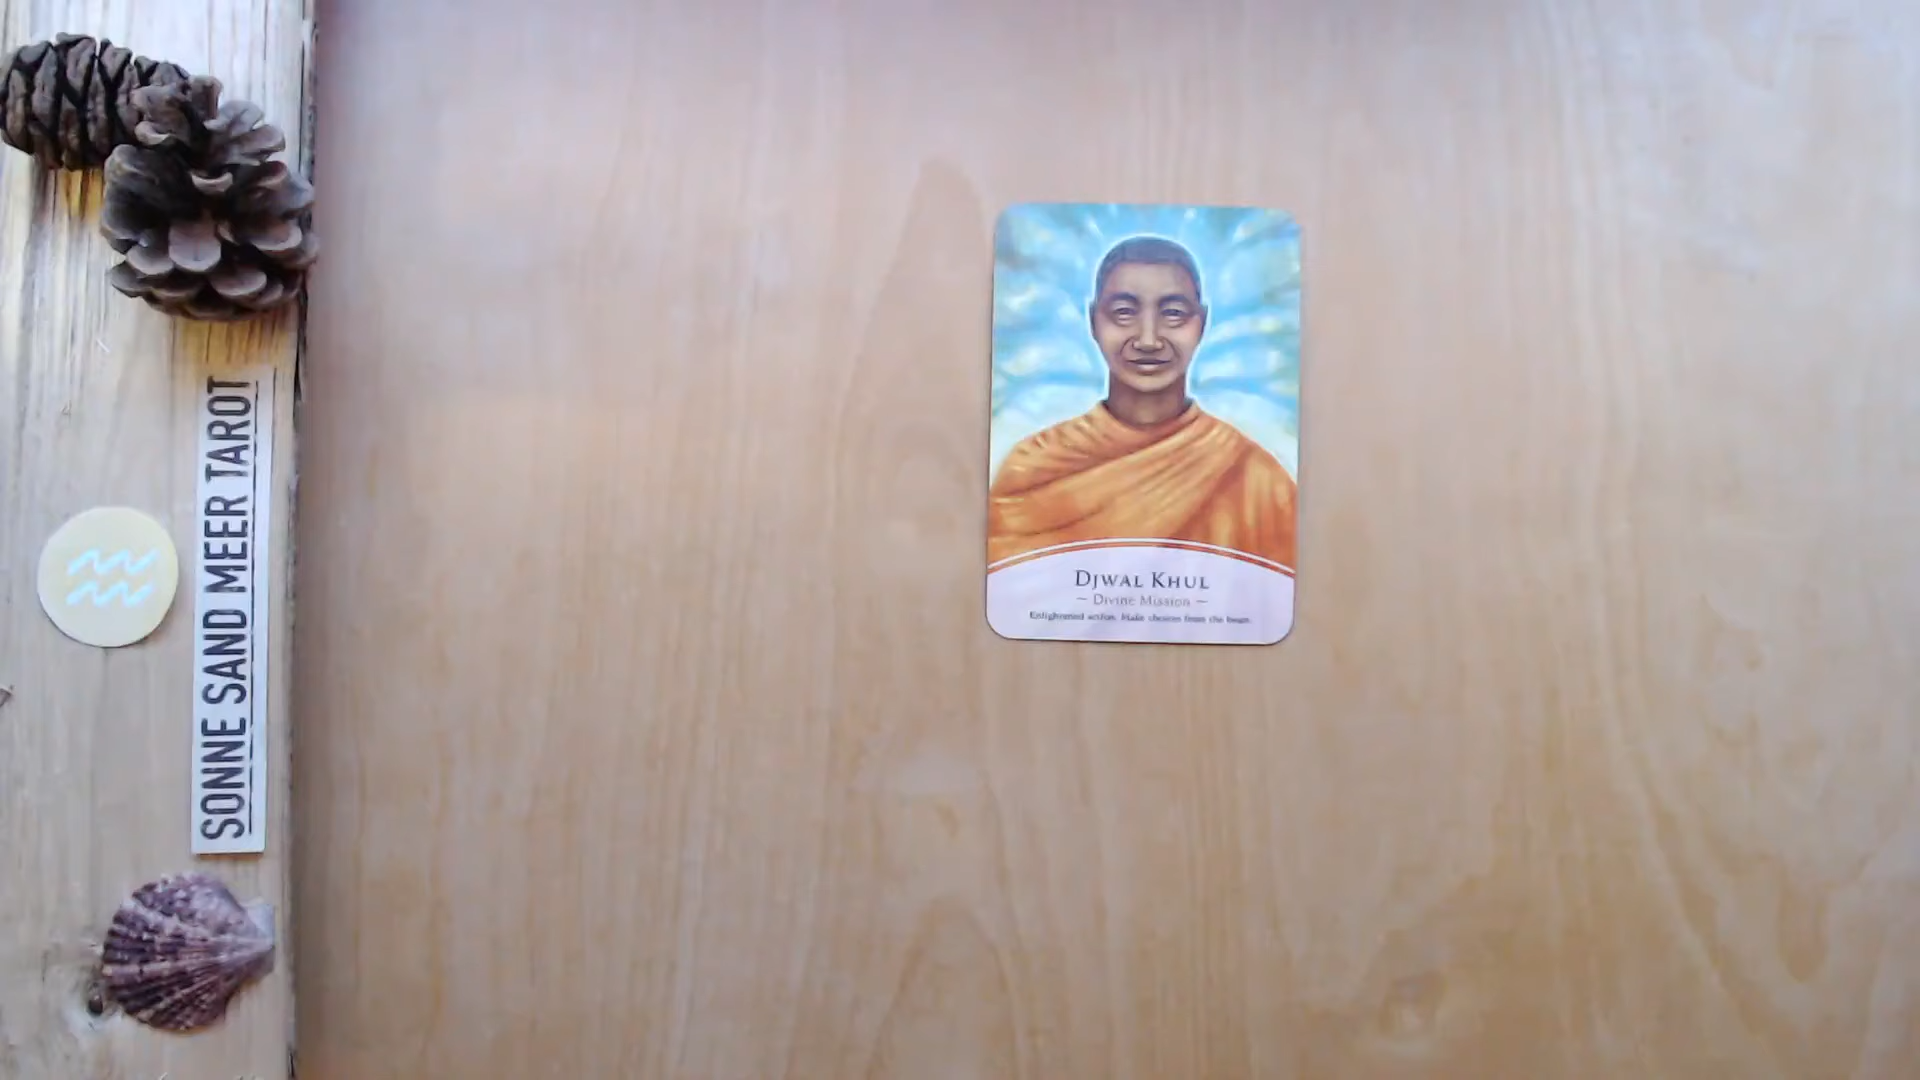 SONNE SAND MEER TAROT
DJWAL KHUL
~ Divine Mission ~
Enlightened action. Make choices from the heart.